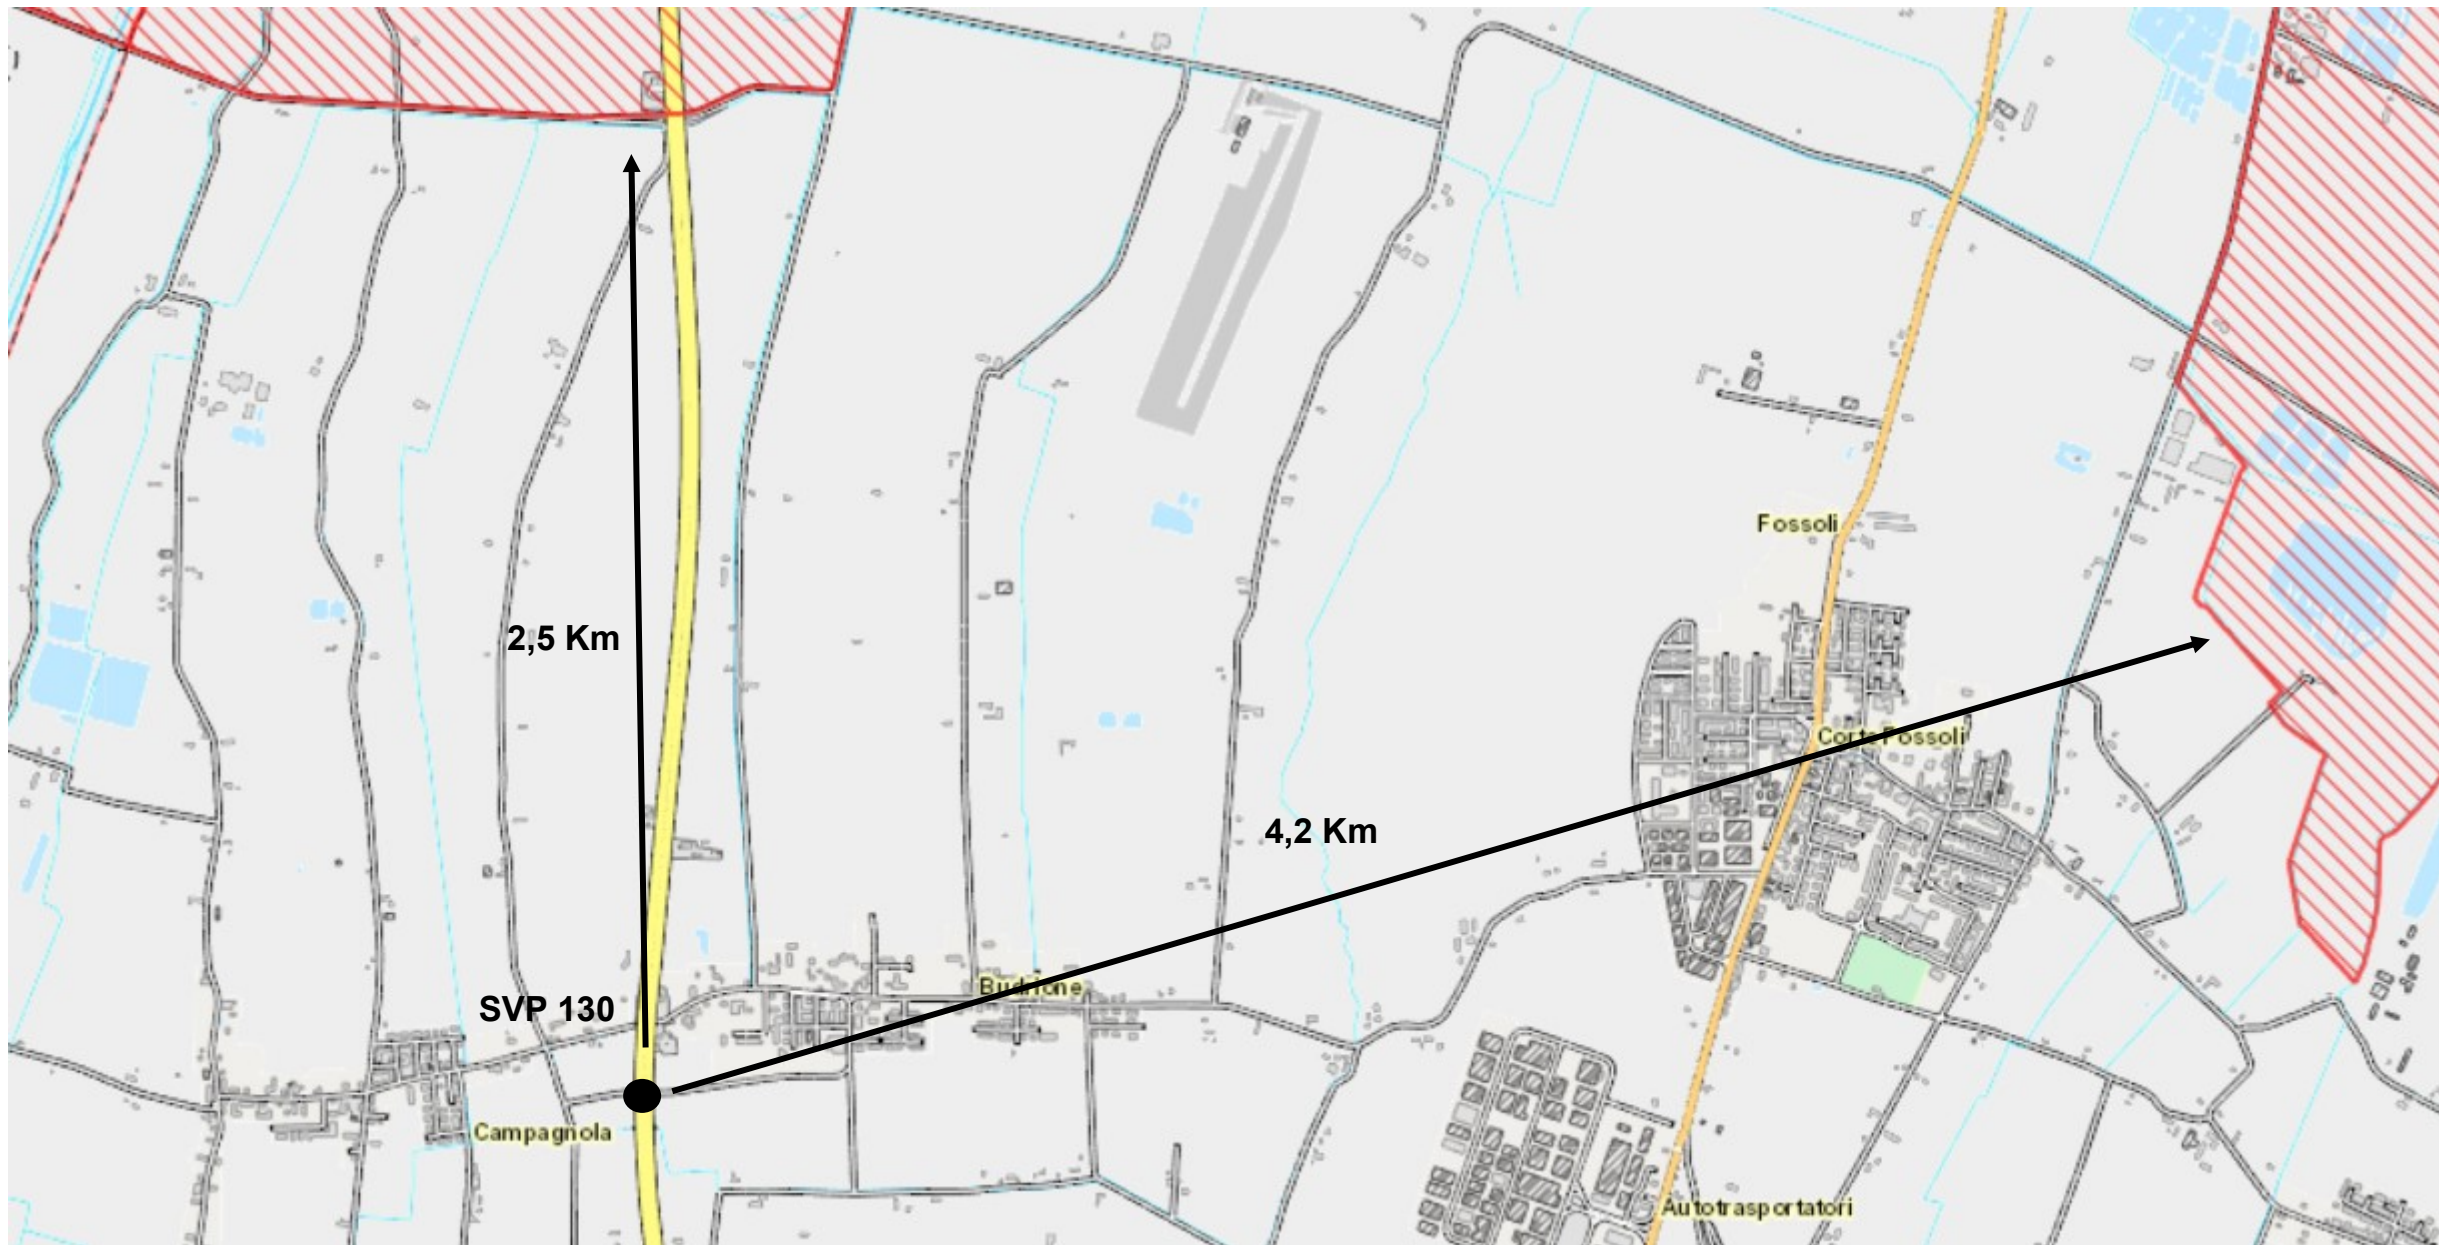 Fossoli
2,5 Km
Corte Fossoli
4,2 Km
Budrione
SVP 130
Campagnola
Autotrasportatori